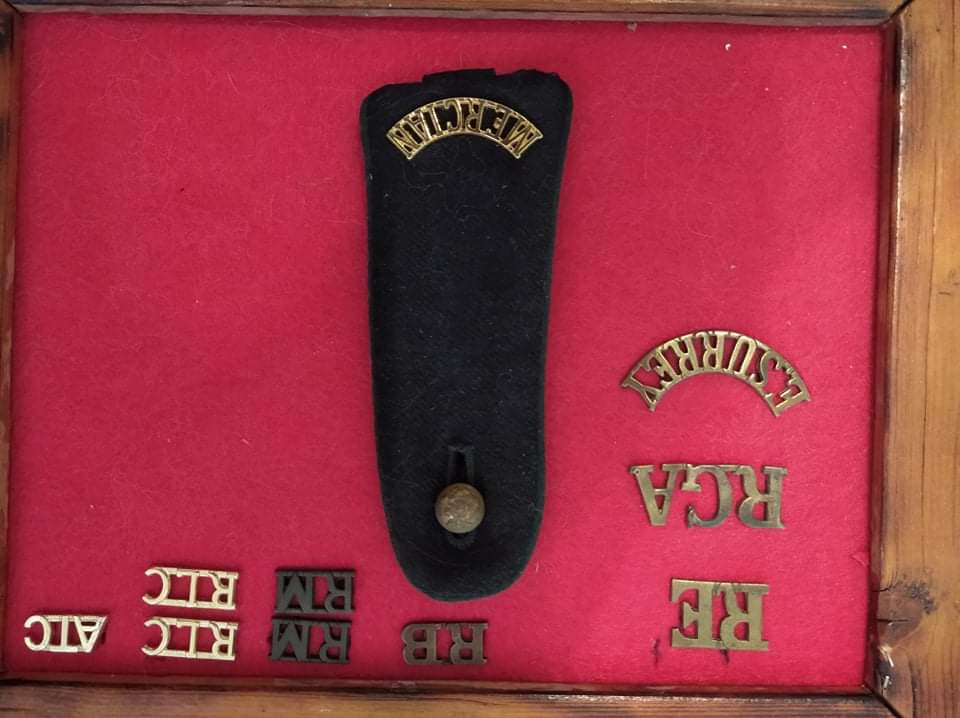 MERCIAN
E.SURREY
RGA
RLC
RM
RE
ATC
RLC
RM
RB